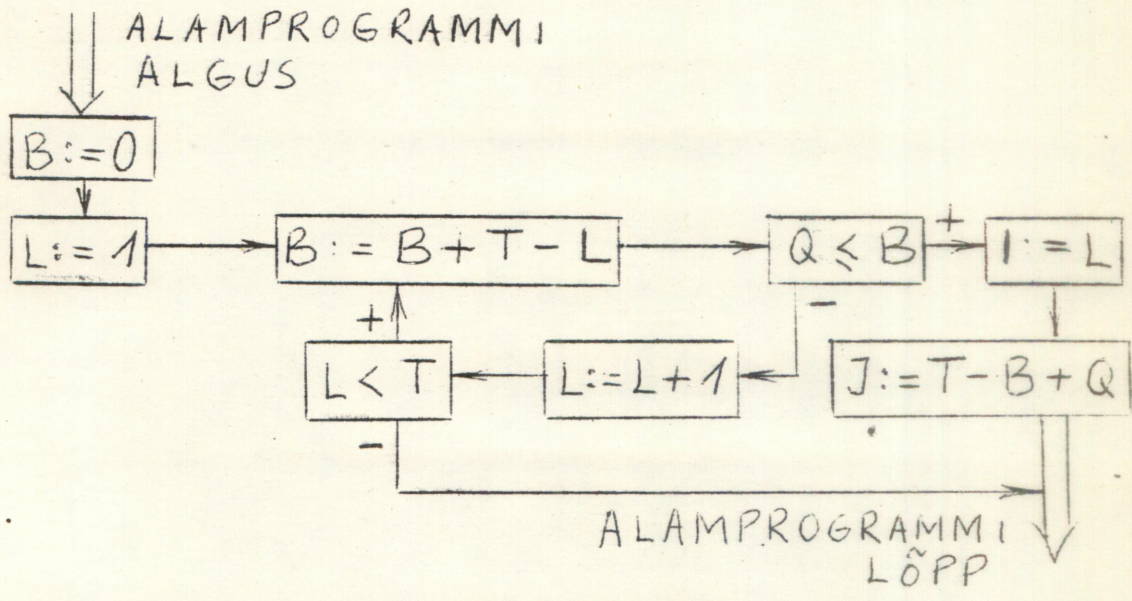 ALAMPROGRAMMI
ALGUS
B:=0
L:=1
B:=B+T-L
Q≤B
+
I:=L
-
+
L<T
L:=L+1
J:=T-B+Q
-
ALAMPROGRAMMI
LÕPP